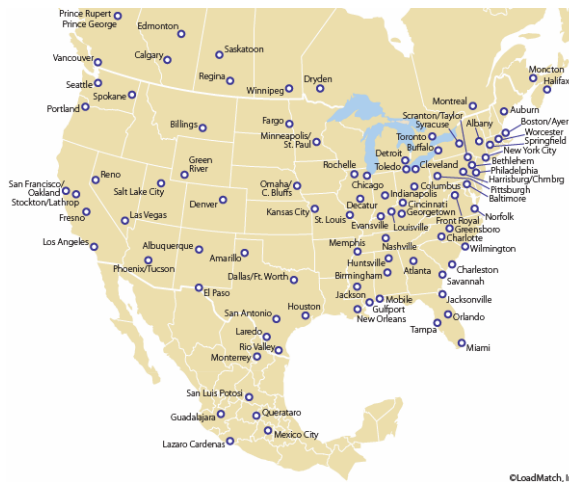 Prince Rupert
Prince George
Edmonton
Saskatoon
Calgary
Vancouver
Regina
Winnipeg
Dryden
Moncton
Halifax
Seattle
Spokane
Portland
Billings
Fargo
Minneapolis/
St. Paul
Montreal
Scranton/Taylor
Syracuse
Toronto
Buffalo
Albany
Auburn
Boston/Ayer
Worcester
Springfield
New York City
Bethlehem
Philadelphia
Harrisburg/Chmbrg
Pittsburg
Baltimore
Detroit
Toledo
Cleveland
Rochelle
Chicago
Green
River
Reno
Salt Lake City
San Francisco/
Oakland
Stockton/Lathrop
Fresno
Las Vegas
Denver
Omaha/
C. Bluffs
Kansas City
St. Louis
Decatur
Indianapolis
Columbus
Cincinnati
Georgetown
Louisville
Evansville
Front Royal
Norfolk
Greensboro
Charlotte
Wilmington
Los Angeles
Phoenix/Tucson
Albuquerque
Amarillo
Memphis
Nashville
Huntsville
Birmingham
Atlanta
Charleston
Savannah
Dallas/Ft. Worth
El Paso
Jackson
Mobile
Gulfport
New Orleans
Jacksonville
Orlando
Tampa
Miami
Houston
San Antonio
Laredo
Rio Valley
Monterrey
San Luis Potosi
Guadalajara
Querataro
Mexico City
Lazaro Cardenas
©LoadMatch, I